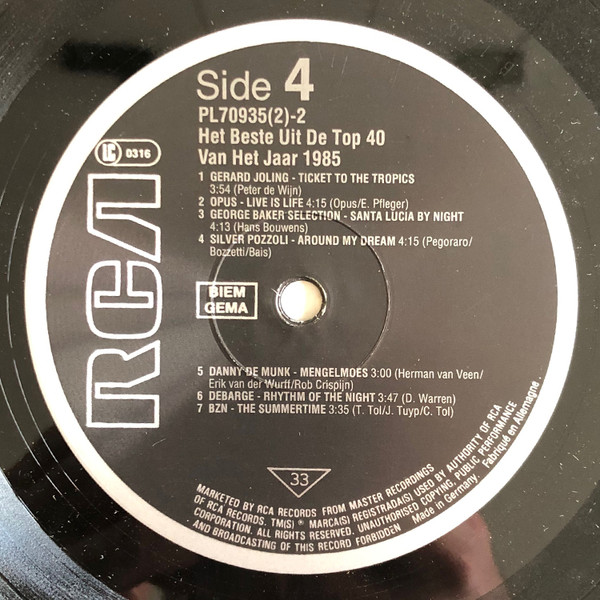 Side 4
PL70935(2)-2
Het Beste Uit De Top 40
Van Het Jaar 1985
LC 0316
RCA
1 GERARD JOLING - TICKET TO THE TROPICS
3:54 (Peter de Wijn)
2 OPUS - LIVE IS LIFE 4:15 (Opus/E. Pfleger)
3 GEORGE BAKER SELECTION - SANTA LUCIA BY NIGHT
4:13 (Hans Bouwens)
4 SILVER POZZOLI - AROUND MY DREAM 4:15 (Pegoraro/
Bozzetti/Bais)
BIEM
GEMA
5 DANNY DE MUNK - MENGELMOES 3:00 (Herman van Veen/
Erik van der Wurff/Rob Crispijn)
6 DEBARGE - RHYTHM OF THE NIGHT 3:47 (D. Warren)
7 BZN - THE SUMMERTIME 3:35 (T. Tol/J. Tuyp/C. Tol)
33
MARKETED BY RCA RECORDS FROM MASTER RECORDINGS
OF RCA RECORDS. TM(S) ® MARCA(S) REGISTRADA(S) USED BY AUTHORITY OF RCA
CORPORATION. ALL RIGHTS RESERVED. UNAUTHORISED COPYING, PUBLIC PERFORMANCE
AND BROADCASTING OF THIS RECORD FORBIDDEN Made in Germany. Fabriqué en Allemagne.